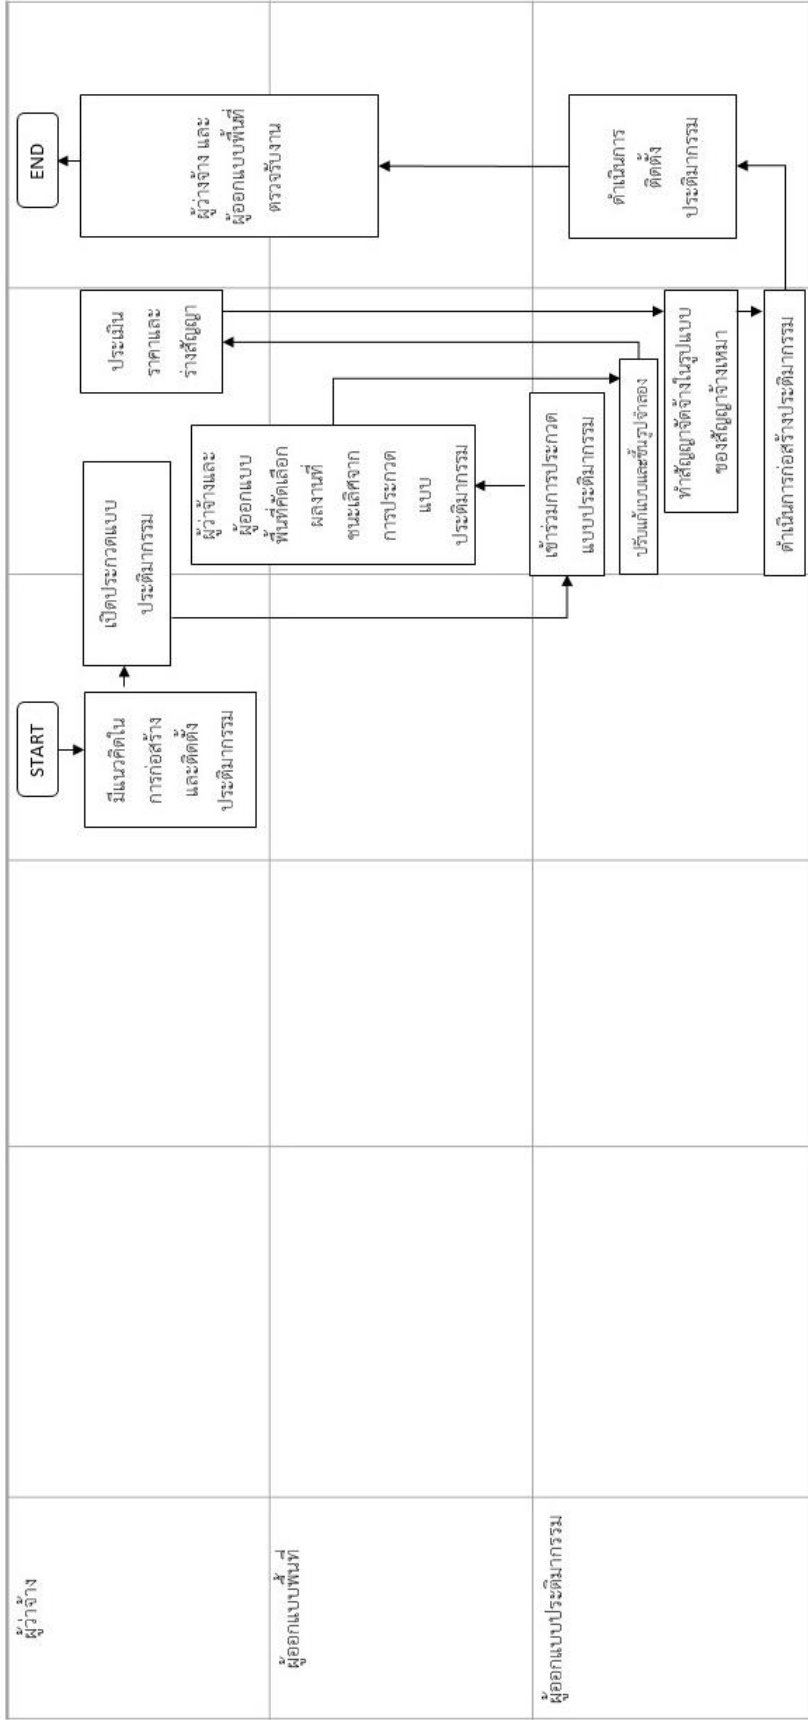 ผู้ว่าจ้าง
START
มีแนวคิดใน
การก่อสร้าง
และติดตั้ง
ประติมากรรม
เปิดประกวดแบบ
ประติมากรรม
ประเมิน
ราคาและ
ร่างสัญญา
END
ผู้ว่างจ้าง และ
ผู้ออกแบบพื้นที่
ตรวจรับงาน
ผู้ออกแบบพื้นที่
ผู้ว่าจ้างและ
ผู้ออกแบบ
พื้นที่คัดเลือก
ผลงานที่
ชนะเลิศจาก
การประกวด
แบบ
ประติมากรรม
ผู้ออกแบบประติมากรรม
เข้าร่วมการประกวด
แบบประติมากรรม
ปรับแก้แบบและขึ้นรูปจำลอง
ทำสัญญาจัดจ้างในรูปแบบ
ของสัญญาจ้างเหมา
ดำเนินการก่อสร้างประติมากรรม
ดำเนินการ
ติดตั้ง
ประติมากรรม